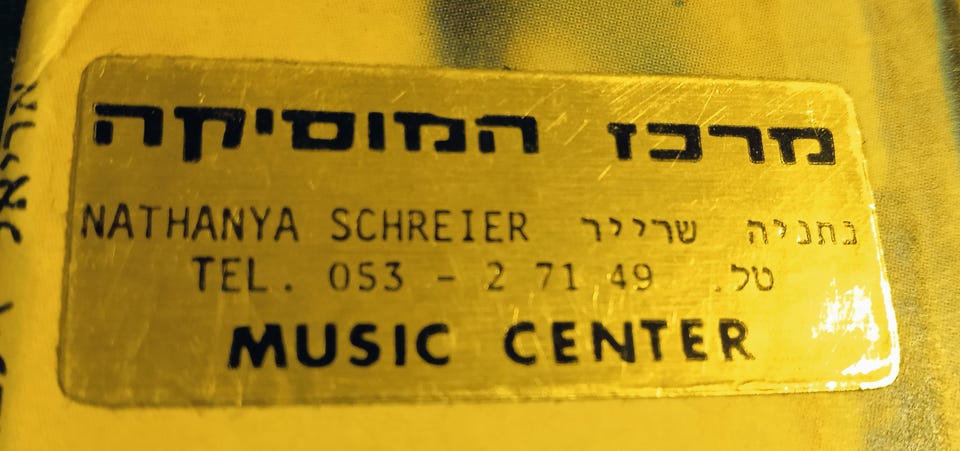 מרכז המוסיקה
NATHANYA SCHREIER נתניה שרייר
TEL. 053 - 2 71 49 טל.
MUSIC CENTER